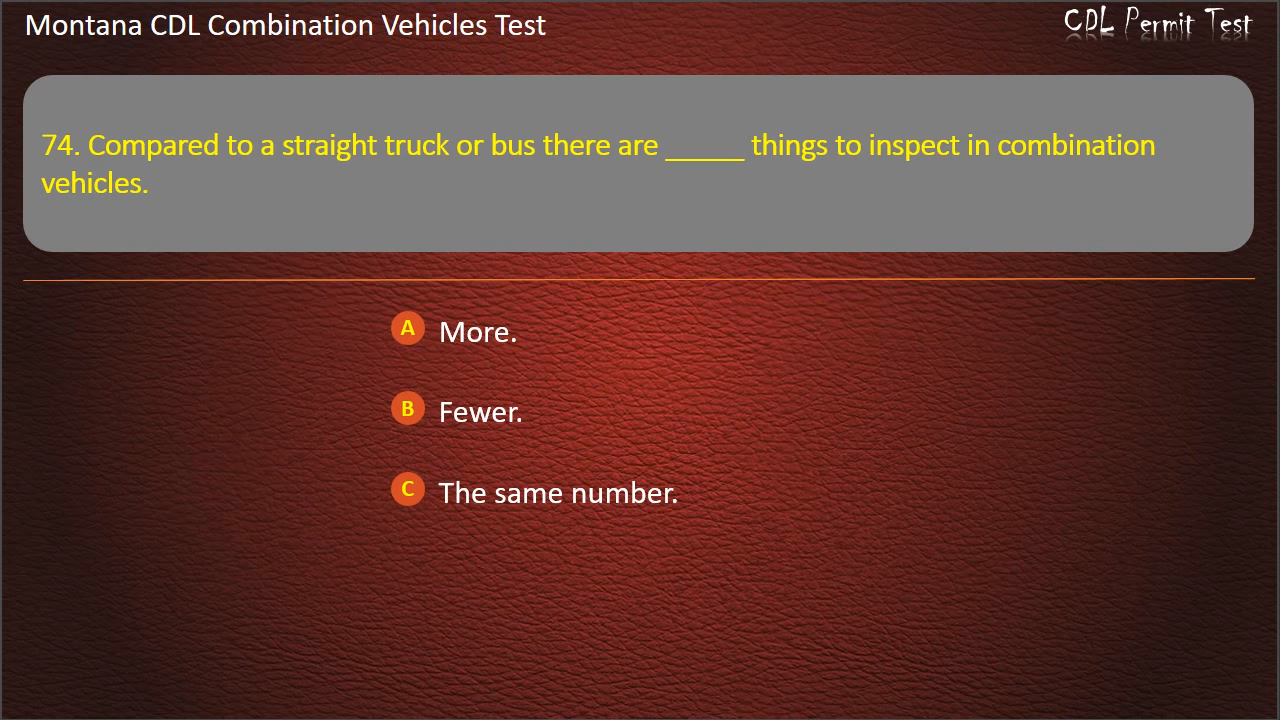 Montana CDL Combination Vehicles Test
CDL Permit Test
74. Compared to a straight truck or bus there are _____ things to inspect in combination
vehicles.
A More.
B Fewer.
C The same number.